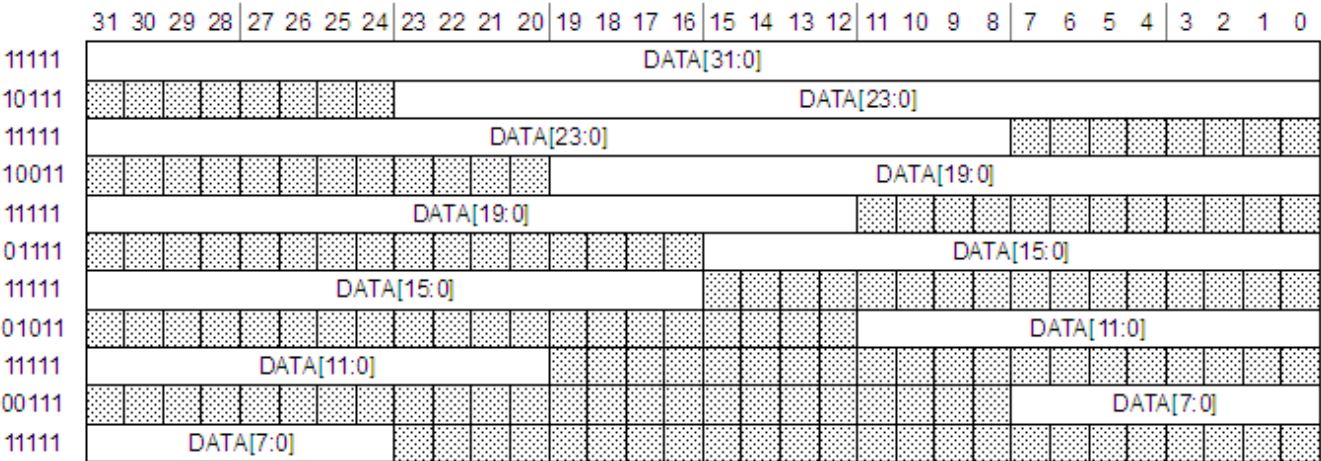 31 30 29 28 27 26 25 24 23 22 21 20 19 18 17 16 15 14 13 12 11 10 9 8 7 6 5 4 3 2 1 0
11111 DATA[31:0]
10111 DATA[23:0]
11111 DATA[23:0]
10011 DATA[19:0]
11111 DATA[19:0]
01111 DATA[15:0]
11111 DATA[15:0]
01011 DATA[11:0]
11111 DATA[11:0]
00111 DATA[7:0]
11111 DATA[7:0]